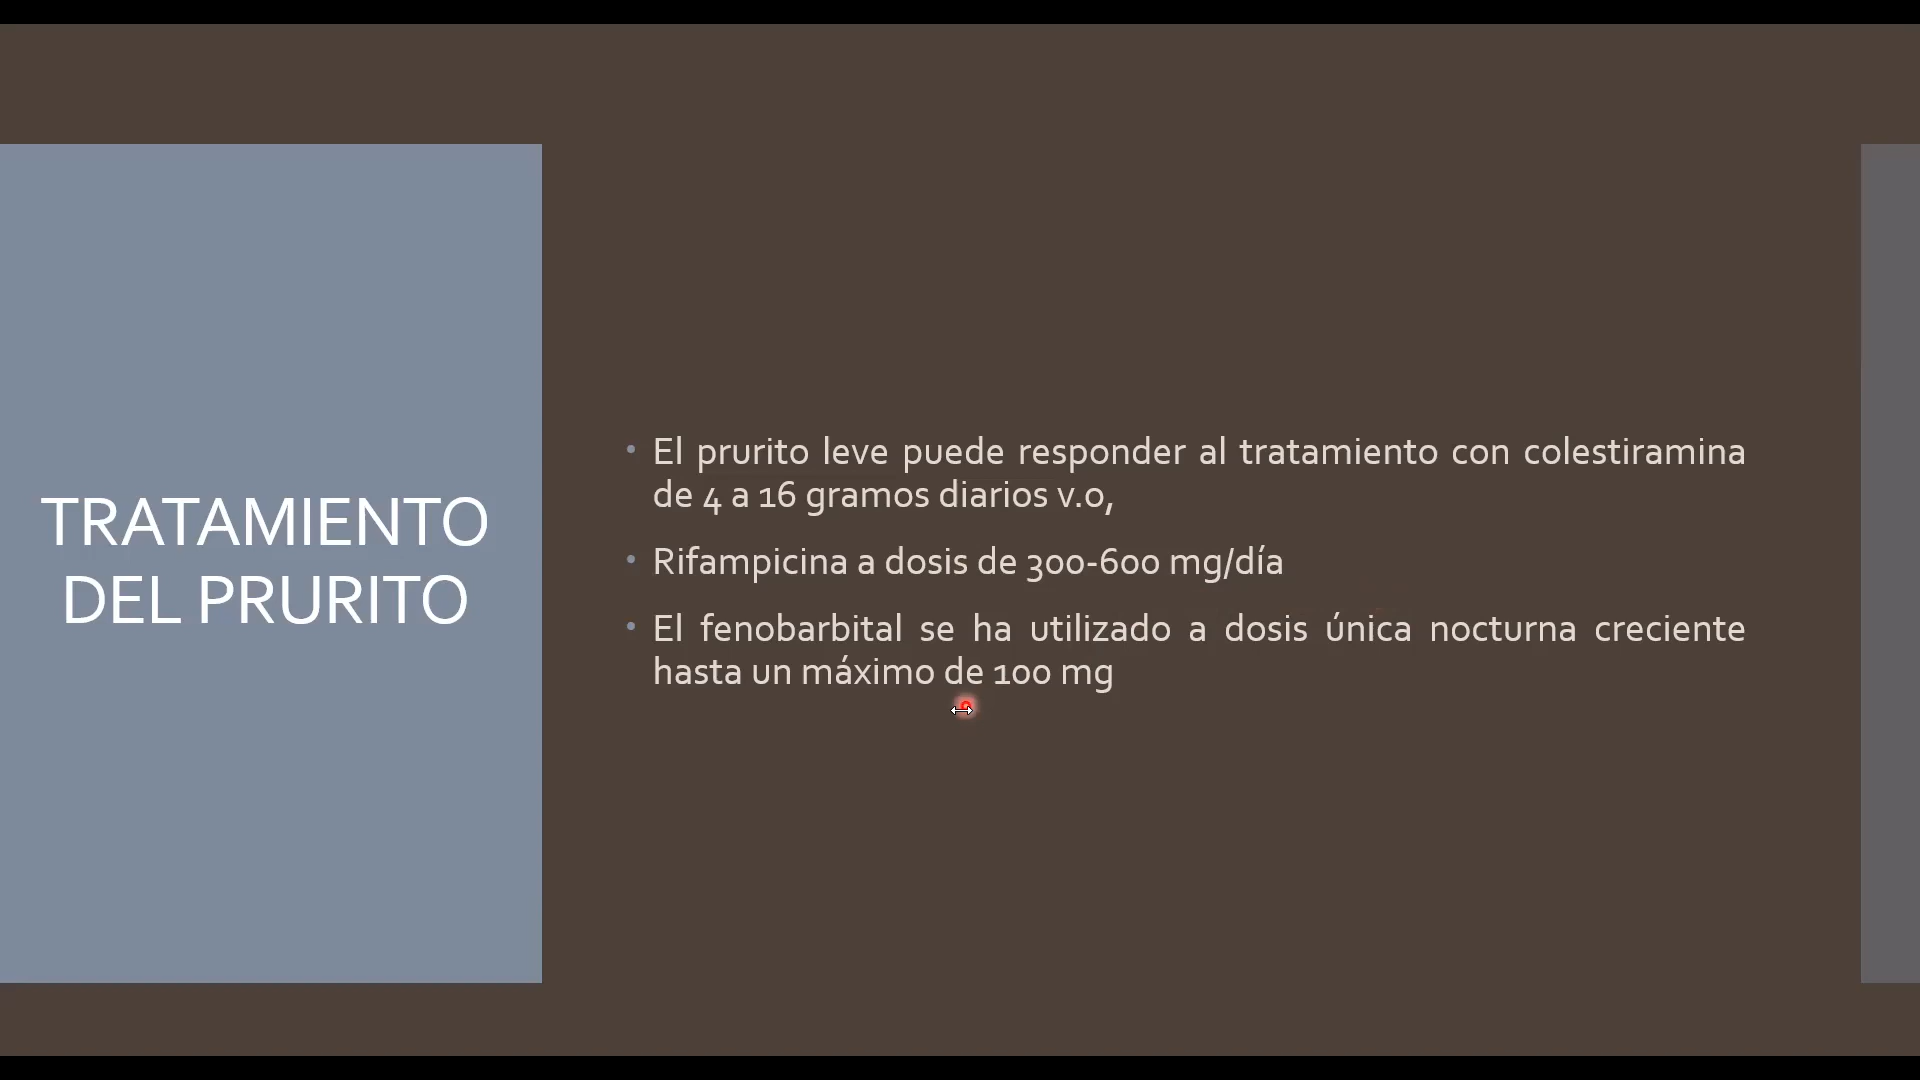 TRATAMIENTO
DEL PRURITO
• El prurito leve puede responder al tratamiento con colestiramina
de 4 a 16 gramos diarios v.o,
• Rifampicina a dosis de 300-600 mg/día
• El fenobarbital se ha utilizado a dosis única nocturna creciente
hasta un máximo de 100 mg